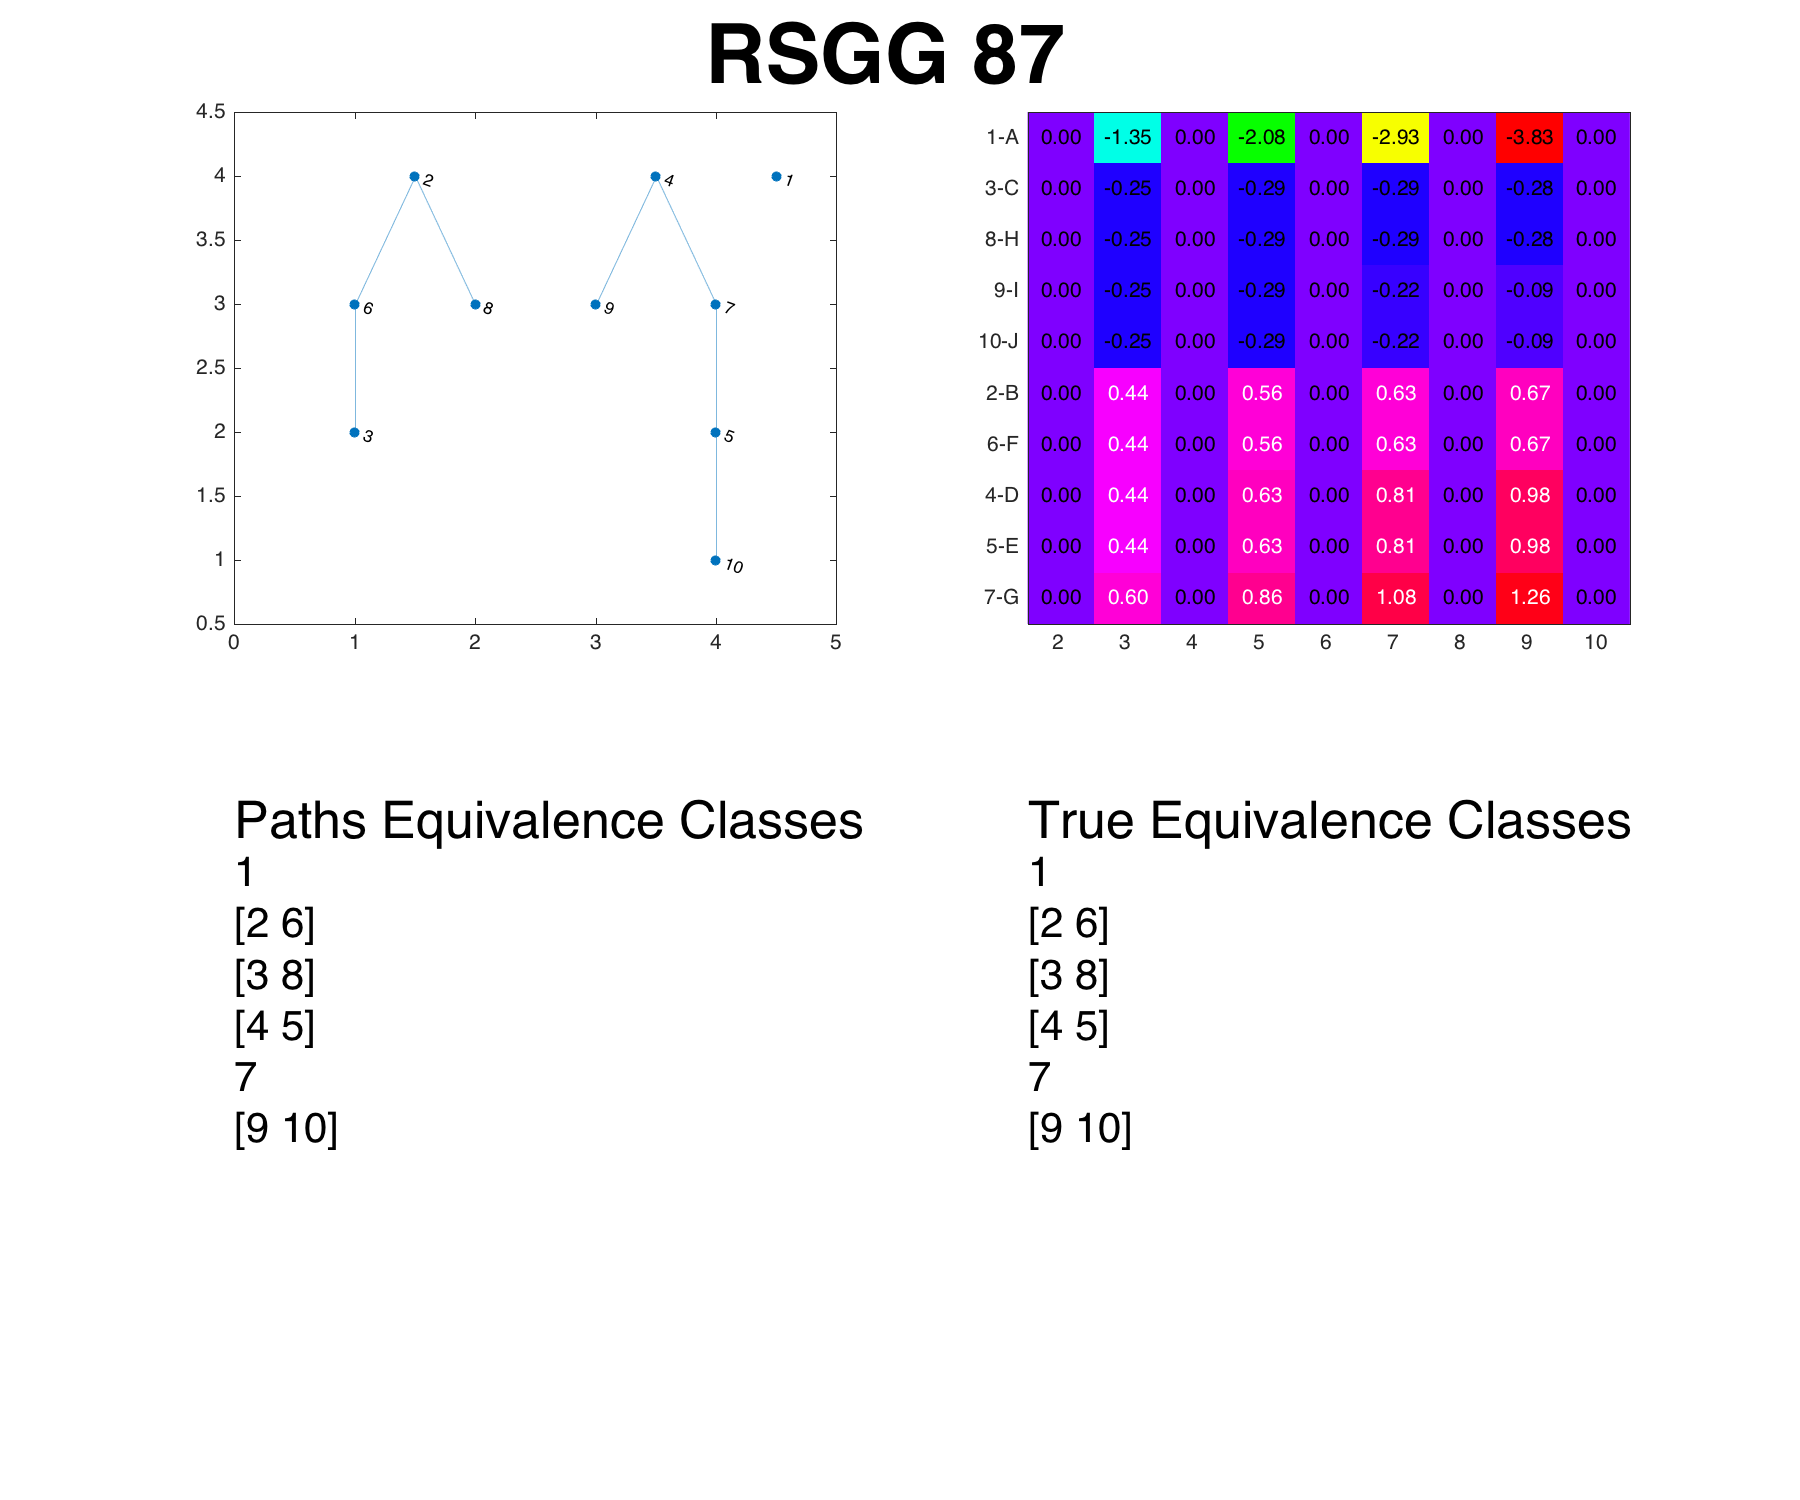 RSGG 87
4.5
4
3.5
3
2.5
2
1.5
1
0.5
0 1 2 3 4 5
2 4 1
6 8 9 7
3 5
10
1-A 0.00 -1.35 0.00 -2.08 0.00 -2.93 0.00 -3.83 0.00
3-C 0.00 -0.25 0.00 -0.29 0.00 -0.29 0.00 -0.28 0.00
8-H 0.00 -0.25 0.00 -0.29 0.00 -0.29 0.00 -0.28 0.00
9-I 0.00 -0.25 0.00 -0.29 0.00 -0.22 0.00 -0.09 0.00
10-J 0.00 -0.25 0.00 -0.29 0.00 -0.22 0.00 -0.09 0.00
2-B 0.00 0.44 0.00 0.56 0.00 0.63 0.00 0.67 0.00
6-F 0.00 0.44 0.00 0.56 0.00 0.63 0.00 0.67 0.00
4-D 0.00 0.44 0.00 0.63 0.00 0.81 0.00 0.98 0.00
5-E 0.00 0.44 0.00 0.63 0.00 0.81 0.00 0.98 0.00
7-G 0.00 0.60 0.00 0.86 0.00 1.08 0.00 1.26 0.00
2 3 4 5 6 7 8 9 10
Paths Equivalence Classes
1
[2 6]
[3 8]
[4 5]
7
[9 10]
True Equivalence Classes
1
[2 6]
[3 8]
[4 5]
7
[9 10]